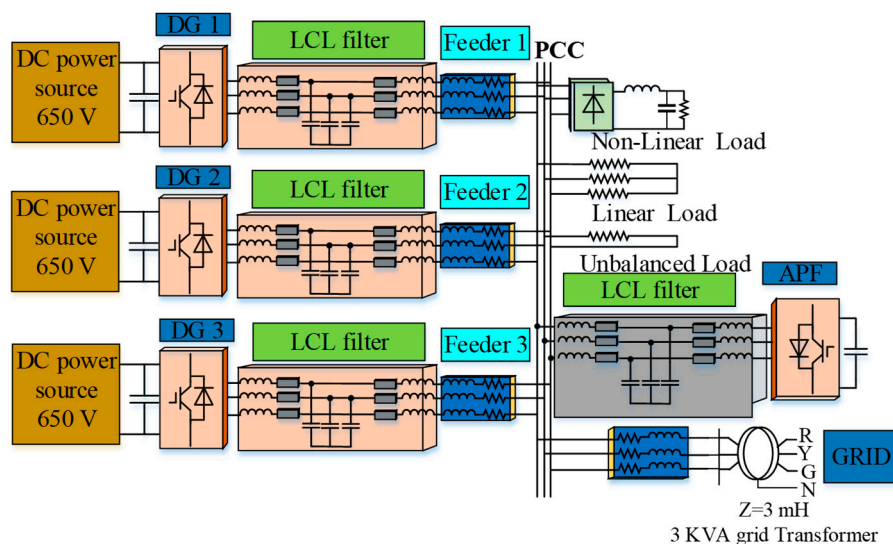 DG 1
LCL filter
Feeder 1
PCC
DC power
source
650 V
Non-Linear Load
DG 2
LCL filter
Feeder 2
DC power
source
650 V
Linear Load
Unbalanced Load
LCL filter
APF
DG 3
LCL filter
Feeder 3
DC power
source
650 V
R
Y
G
N
GRID
Z=3 mH
3 KVA grid Transformer